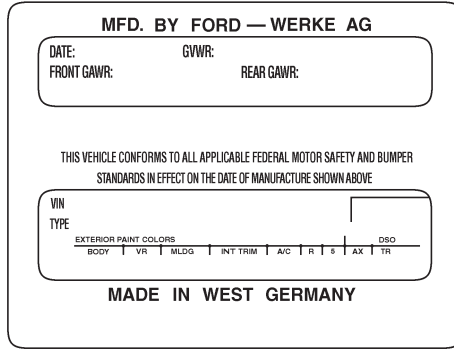 MFD. BY FORD — WERKE AG
DATE: GVWR:
FRONT GAWR: REAR GAWR:
THIS VEHICLE CONFORMS TO ALL APPLICABLE FEDERAL MOTOR SAFETY AND BUMPER
STANDARDS IN EFFECT ON THE DATE OF MANUFACTURE SHOWN ABOVE
VIN
TYPE
EXTERIOR PAINT COLORS DSO
BODY VR MLDG INT TRIM A/C R S AX TR
MADE IN WEST GERMANY